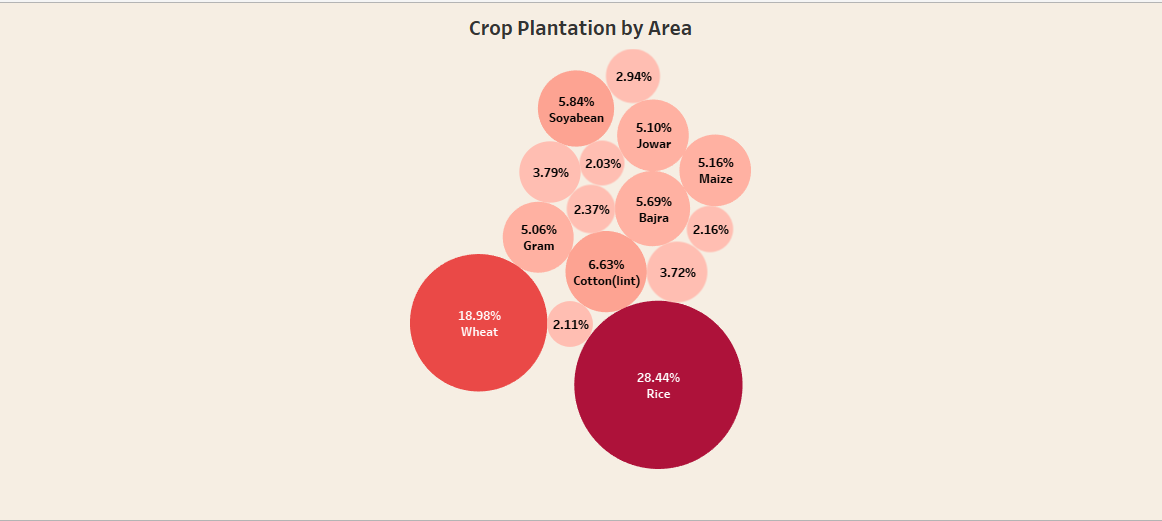 Crop Plantation by Area
2.94%
5.84%
Soyabean
5.10%
Jowar
5.16%
Maize
3.79%
2.03%
2.37%
5.69%
Bajra
2.16%
5.06%
Gram
6.63%
Cotton(lint)
3.72%
18.98%
Wheat
2.11%
28.44%
Rice